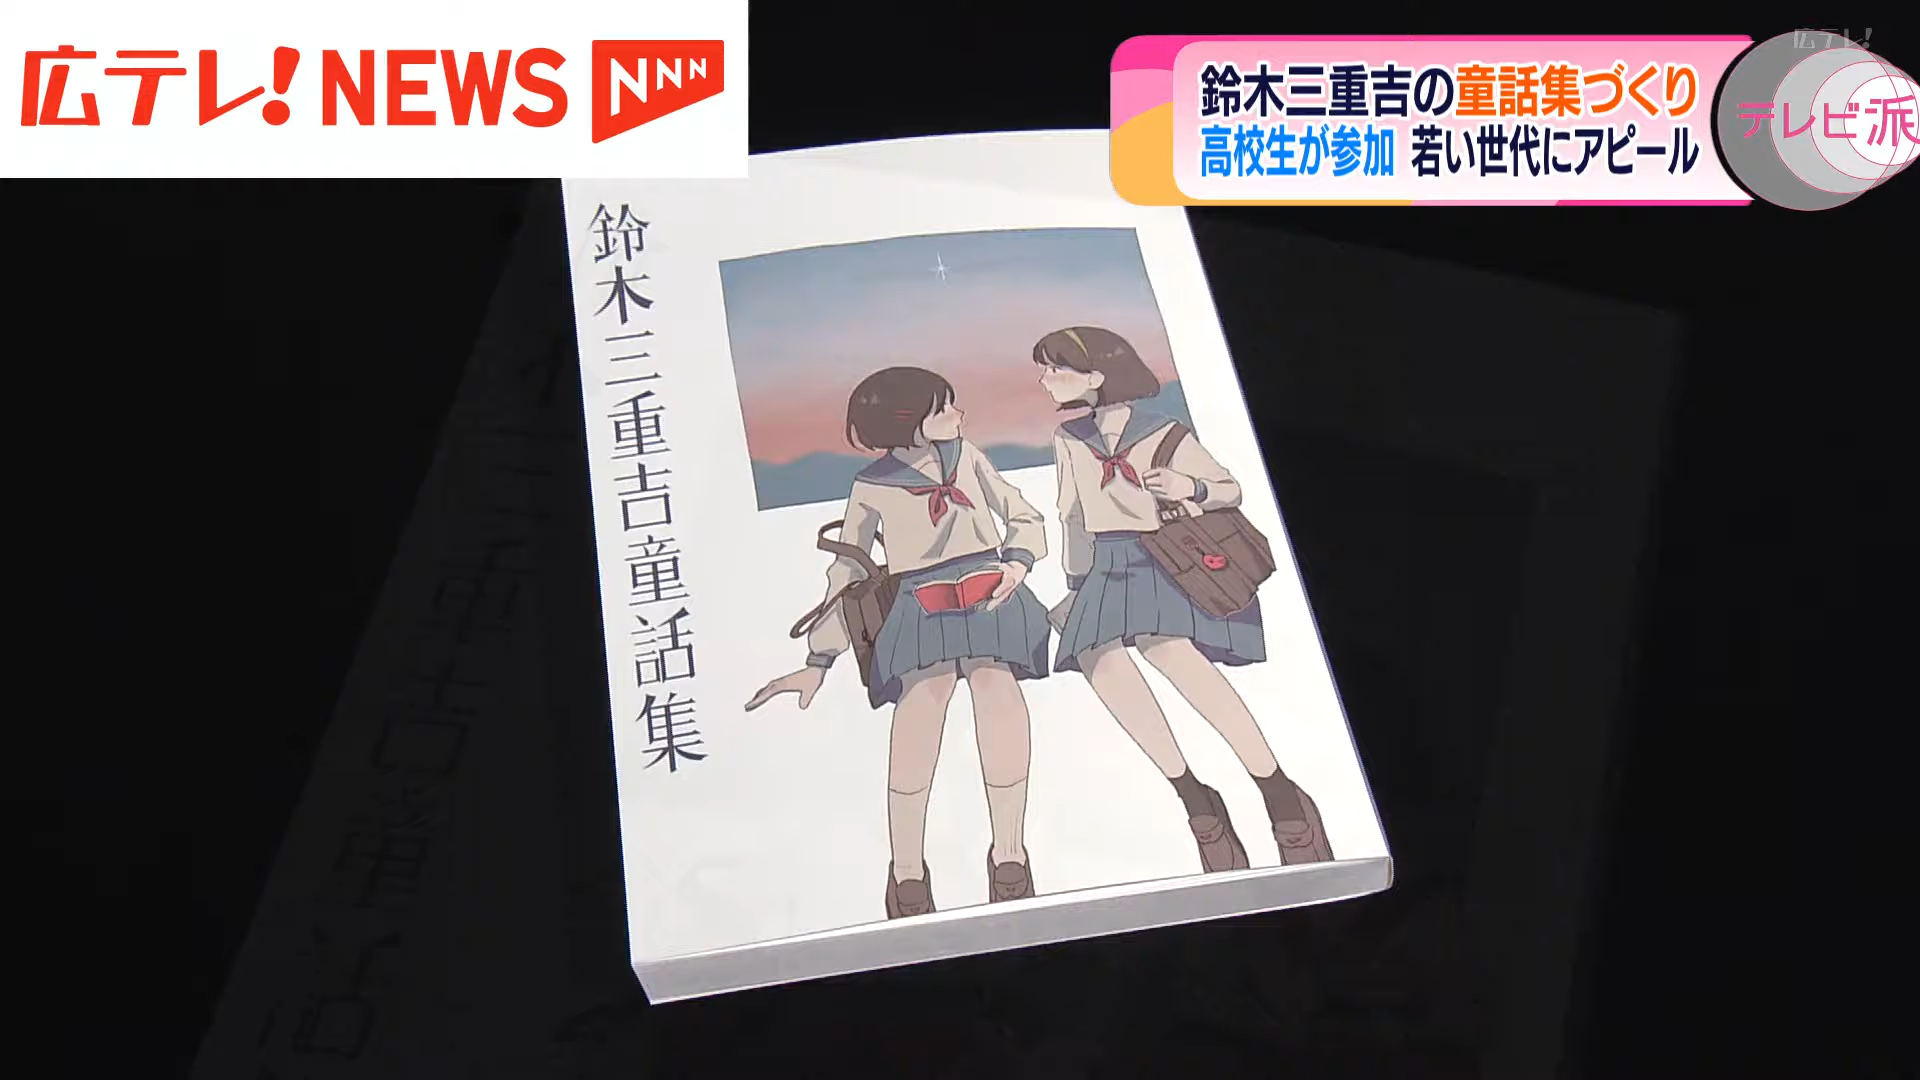 広テレ!NEWS NNN
広テレ!
鈴木三重吉の童話集づくり
高校生が参加 若い世代にアピール
テレビ派
鈴木三重吉童話集